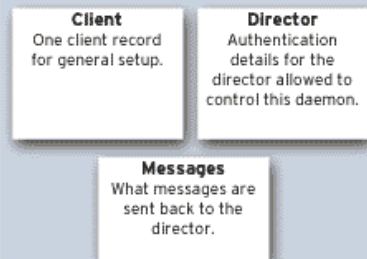 Client
One client record
for general setup.
Director
Authentication
details for the
director allowed to
control this daemon.
Messages
What messages are
sent back to the
director.